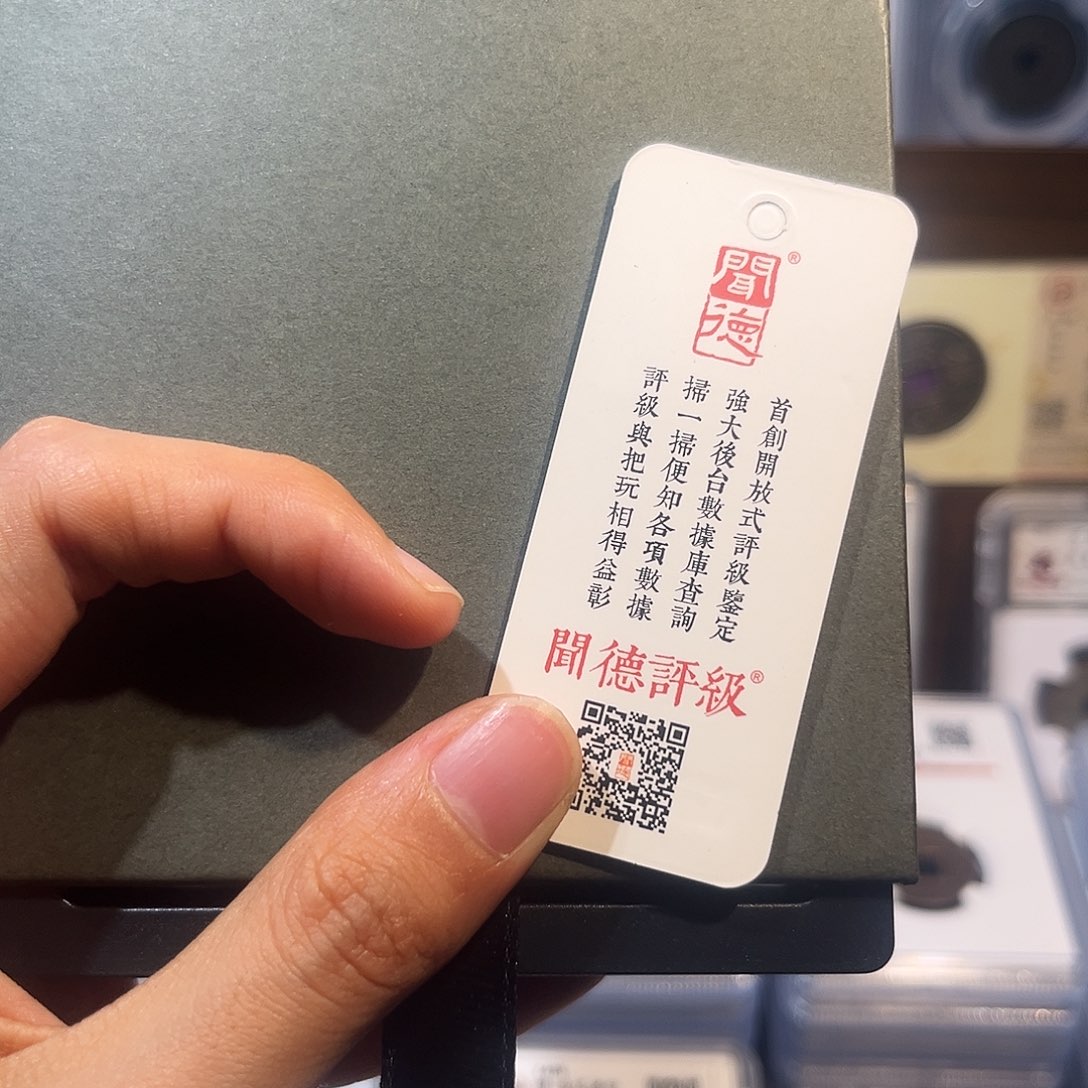 聞德
®
首創開放式評級鑒定
強大後台數據庫查詢
掃一掃便知各項數據
評級與把玩相得益彰
聞德評級®